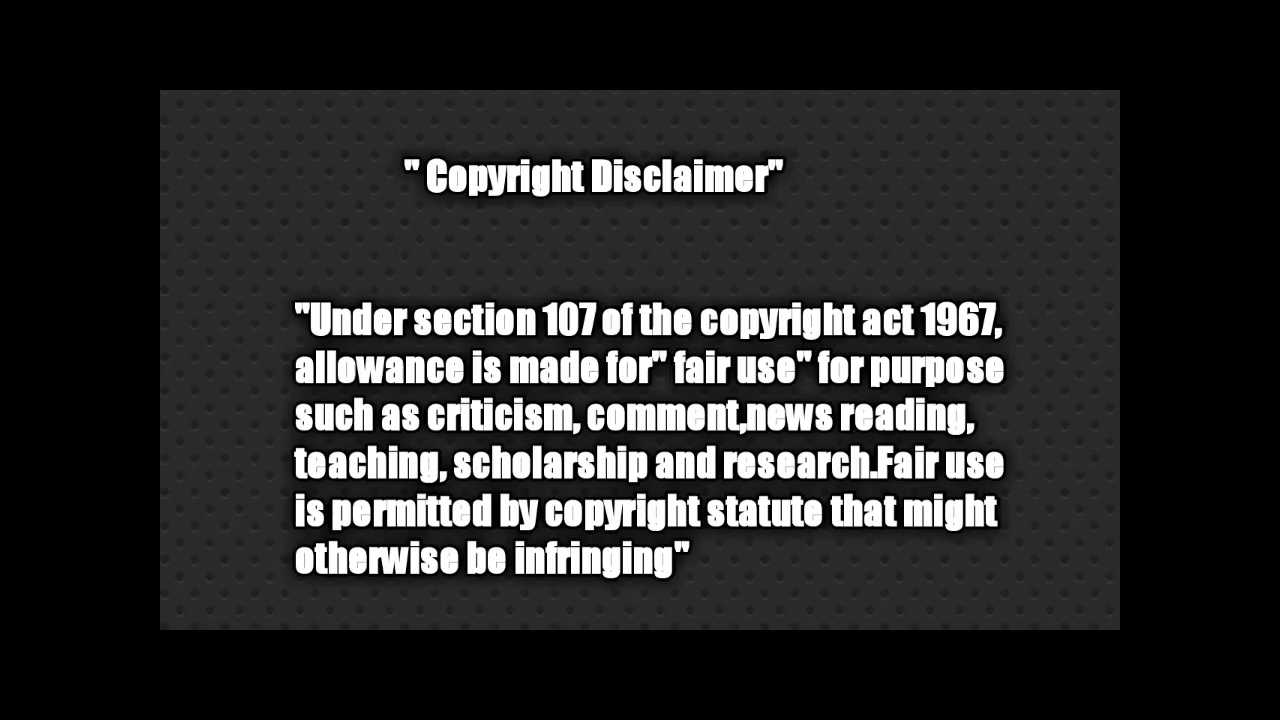 " Copyright Disclaimer"
"Under section 107 of the copyright act 1967,
allowance is made for" fair use" for purpose
such as criticism, comment,news reading,
teaching, scholarship and research.Fair use
is permitted by copyright statute that might
otherwise be infringing"